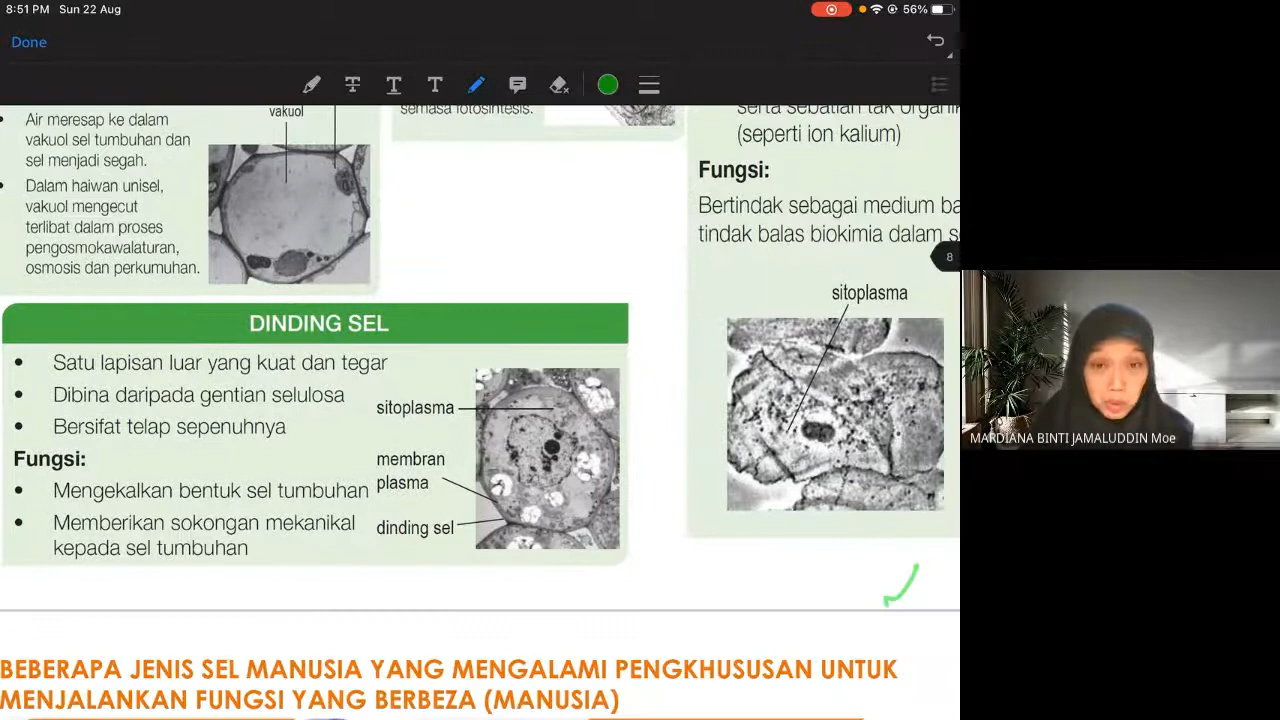 8:51 PM Sun 22 Aug
56%
Done
vakuol
Air meresap ke dalam
vakuol sel tumbuhan dan
sel menjadi segah.
Dalam haiwan unisel,
vakuol mengecut
terlibat dalam proses
pengosmokawalaturan,
osmosis dan perkumuhan.
semasa fotosintesis.
serta sebatian tak organik
(seperti ion kalium)
Fungsi:
Bertindak sebagai medium
tindak balas biokimia dalam
8
sitoplasma
DINDING SEL
Satu lapisan luar yang kuat dan tegar
Dibina daripada gentian selulosa
Bersifat telap sepenuhnya
Fungsi:
Mengekalkan bentuk sel tumbuhan
Memberikan sokongan mekanikal
kepada sel tumbuhan
sitoplasma
membran
plasma
dinding sel
BEBERAPA JENIS SEL MANUSIA YANG MENGALAMI PENGKHUSUSAN UNTUK
MENJALANKAN FUNGSI YANG BERBEZA (MANUSIA)
MARDIANA BINTI JAMALUDDIN Moe